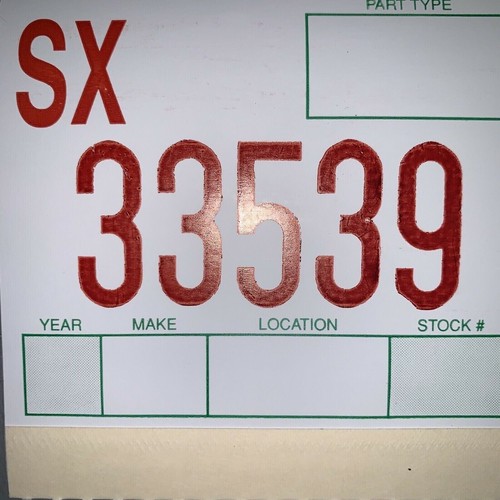 PART TYPE
SX
33539
YEAR MAKE LOCATION STOCK #